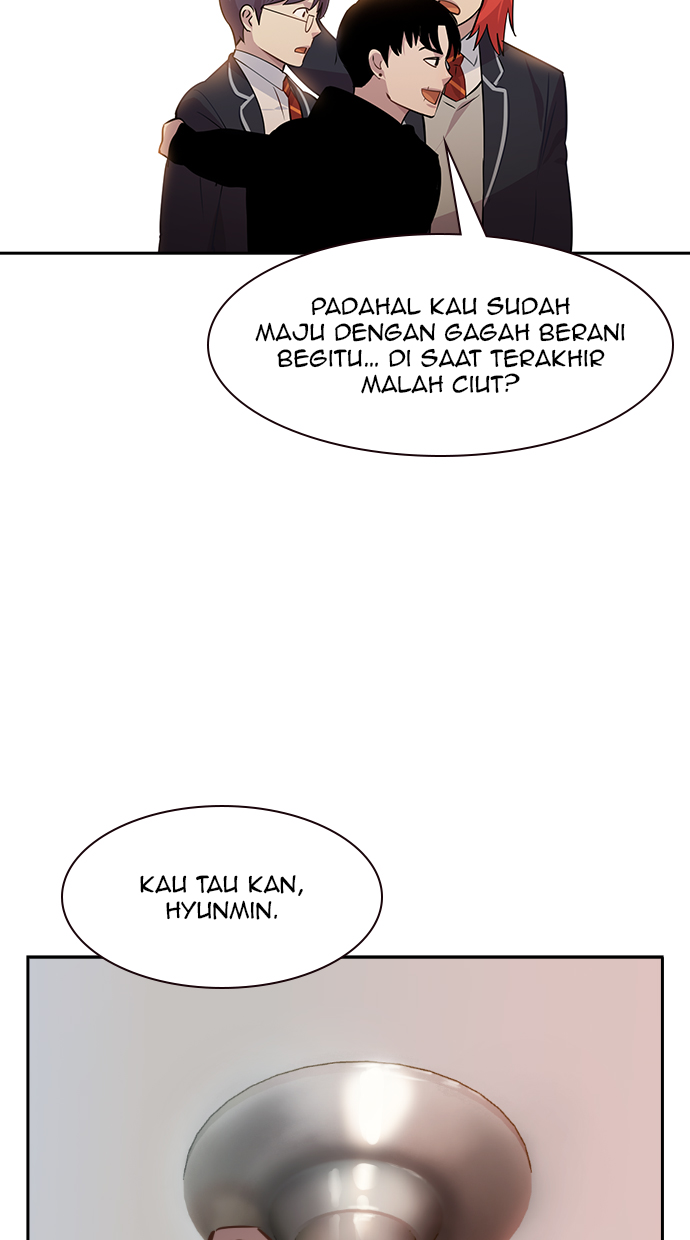 PADAHAL KAU SUDAH
MAJU DENGAN GAGAH BERANI
BEGITU... DI SAAT TERAKHIR
MALAH CIUT?
KAU TAU KAN,
HYUNMIN.